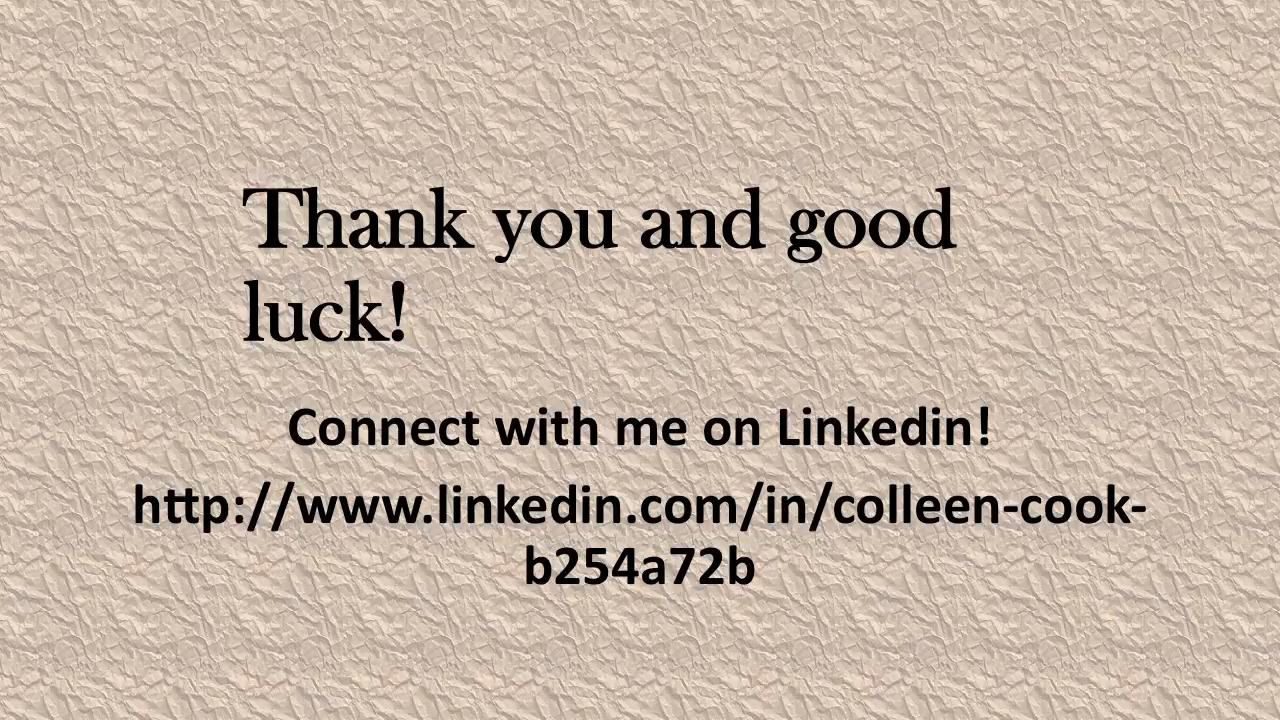 Thank you and good
luck!
Connect with me on Linkedin!
http://www.linkedin.com/in/colleen-cook-
b254a72b